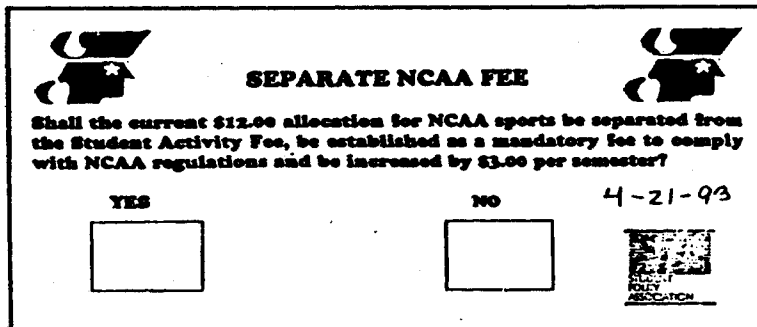 SEPARATE NCAA FEE
Shall the current $12.00 allocation for NCAA sports be separated from
the Student Activity Fee, be established as a mandatory fee to comply
with NCAA regulations and be increased by $3.00 per semester?
YES
NO
4-21-93
STUDENT
POLITY
ASSOCIATION